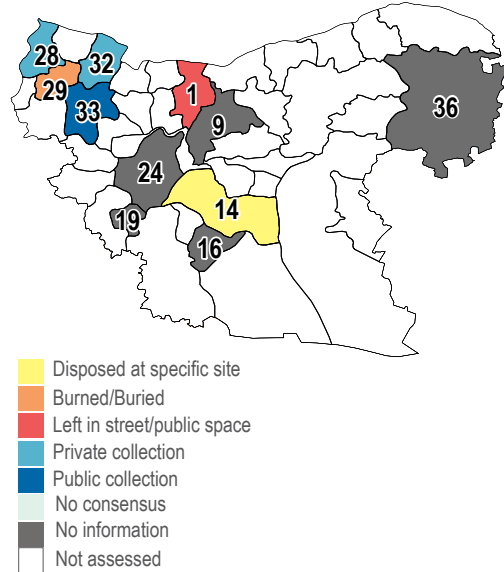 28
32
29
33
1
9
36
24
19
14
16
Disposed at specific site
Burned/Buried
Left in street/public space
Private collection
Public collection
No consensus
No information
Not assessed